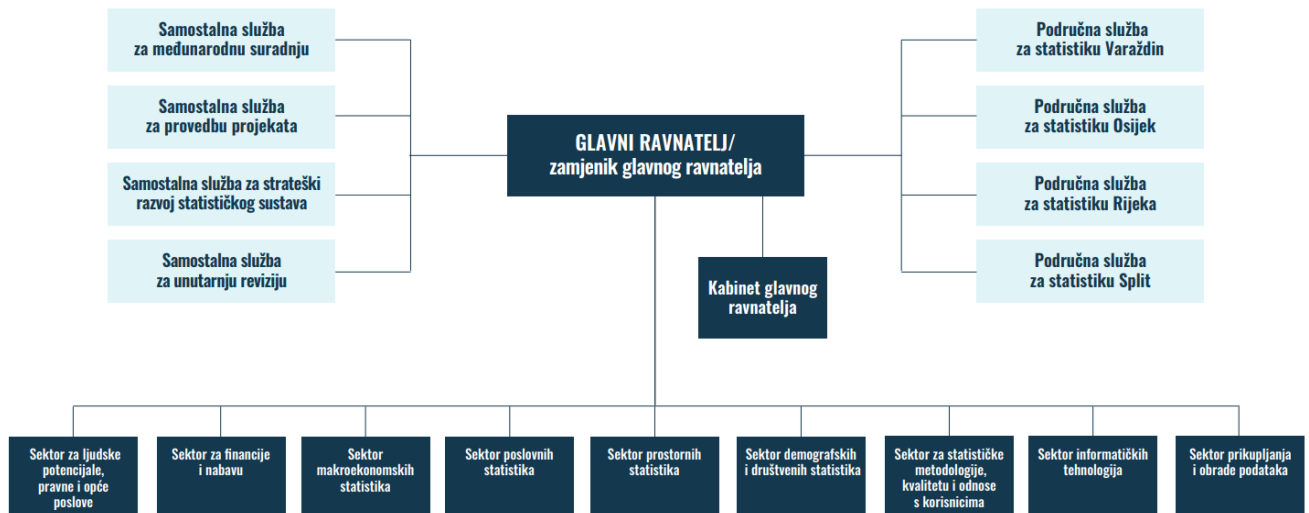 Samostalna služba
za međunarodnu suradnju
Samostalna služba
za provedbu projekata
Samostalna služba za strateški
razvoj statističkog sustava
Samostalna služba
za unutarnju reviziju
GLAVNI RAVNATELJ/
zamjenik glavnog ravnatelja
Kabinet glavnog
ravnatelja
Područna služba
za statistiku Varaždin
Područna služba
za statistiku Osijek
Područna služba
za statistiku Rijeka
Područna služba
za statistiku Split
Sektor za ljudske
potencijale,
pravne i opće
poslove
Sektor za financije
i nabavu
Sektor
makroekonomskih
statistika
Sektor poslovnih
statistika
Sektor prostornih
statistika
Sektor demografskih
i društvenih statistika
Sektor za statističke
metodologije,
kvalitetu i odnose
s korisnicima
Sektor informatičkih
tehnologija
Sektor prikupljanja
i obrade podataka